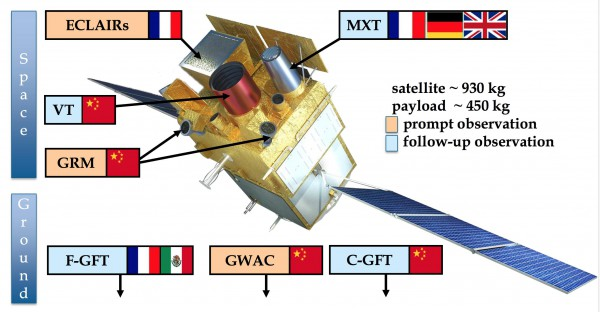 ECLAIRs
MXT
Space
satellite ~ 930 kg
payload ~ 450 kg
prompt observation
follow-up observation
VT
GRM
Ground
F-GFT
GWAC
C-GFT